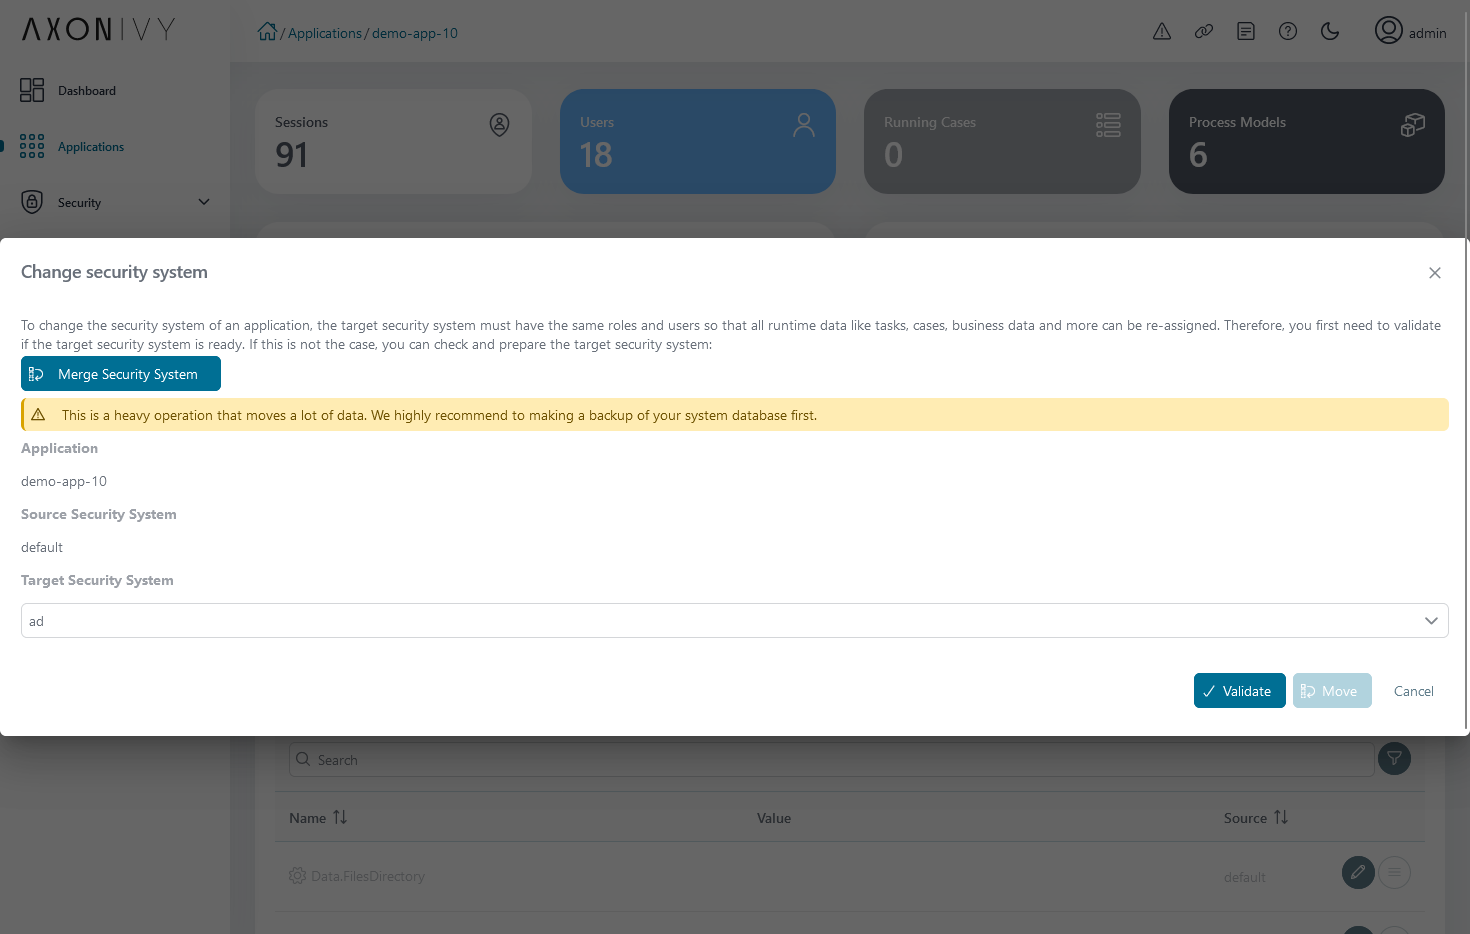 AXONIVY
/ Applications / demo-app-10
admin
Dashboard
Applications
Security
Sessions
91
Users
18
Running Cases
0
Process Models
6
Change security system
To change the security system of an application, the target security system must have the same roles and users so that all runtime data like tasks, cases, business data and more can be re-assigned. Therefore, you first need to validate
if the target security system is ready. If this is not the case, you can check and prepare the target security system:
Merge Security System
This is a heavy operation that moves a lot of data. We highly recommend to making a backup of your system database first.
Application
demo-app-10
Source Security System
default
Target Security System
ad
Validate
Move
Cancel
Search
Name
Value
Source
Data.FilesDirectory
default